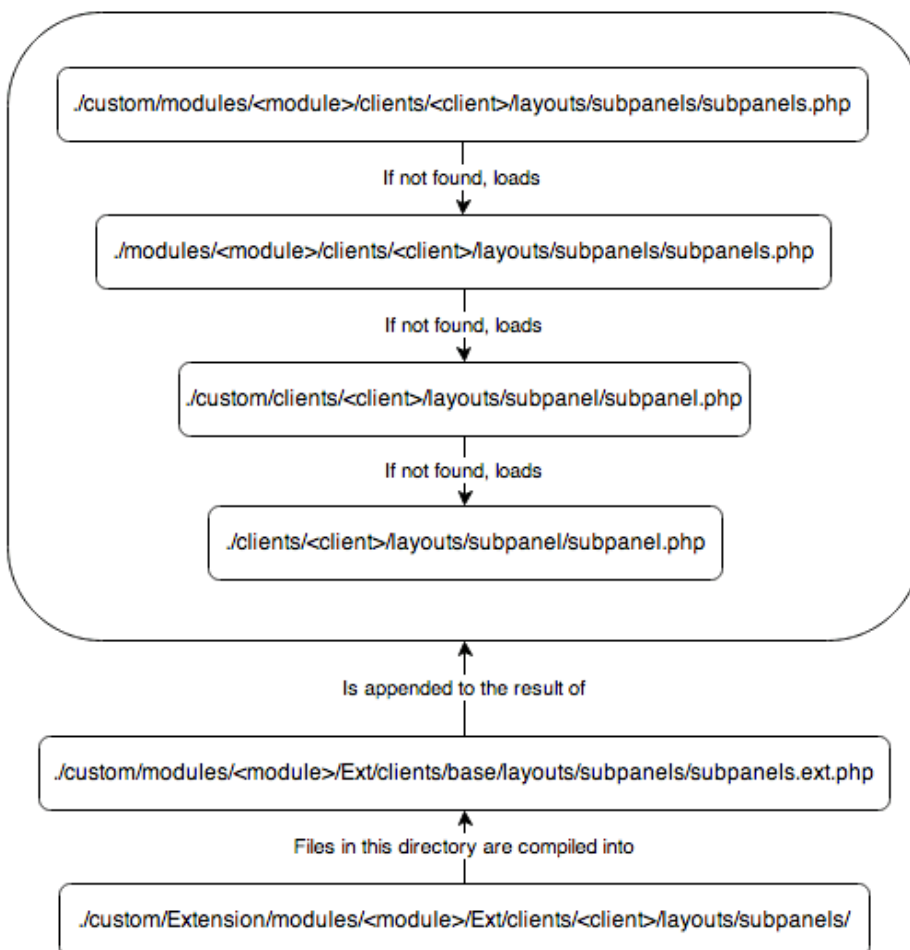 ./custom/modules/<module>/clients/<client>/layouts/subpanels/subpanels.php
If not found, loads
./modules/<module>/clients/<client>/layouts/subpanels/subpanels.php
If not found, loads
./custom/clients/<client>/layouts/subpanel/subpanel.php
If not found, loads
./clients/<client>/layouts/subpanel/subpanel.php
Is appended to the result of
./custom/modules/<module>/Ext/clients/base/layouts/subpanels/subpanels.ext.php
Files in this directory are compiled into
./custom/Extension/modules/<module>/Ext/clients/<client>/layouts/subpanels/